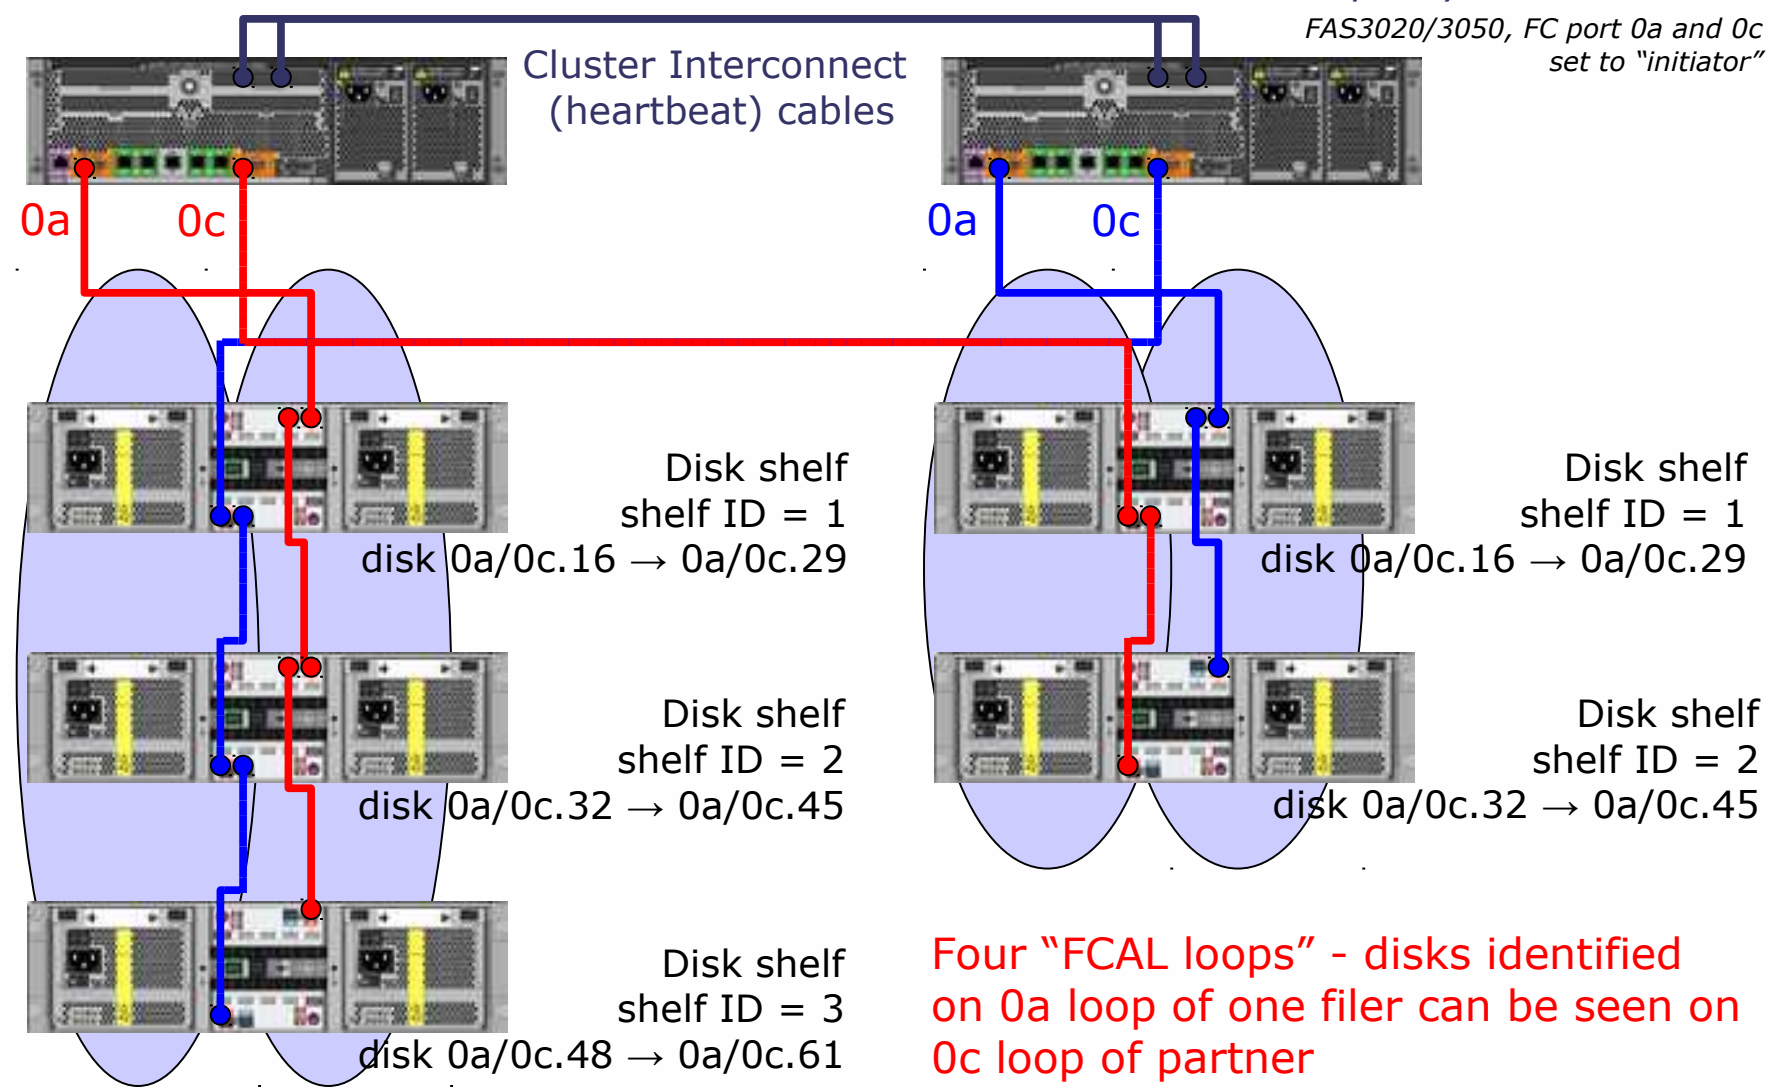 FAS3020/3050, FC port 0a and 0c
set to “initiator”
Cluster Interconnect
(heartbeat) cables
0a
0c
0a
0c
Disk shelf
shelf ID = 1
disk 0a/0c.16 → 0a/0c.29
Disk shelf
shelf ID = 1
disk 0a/0c.16 → 0a/0c.29
Disk shelf
shelf ID = 2
disk 0a/0c.32 → 0a/0c.45
Disk shelf
shelf ID = 2
disk 0a/0c.32 → 0a/0c.45
Disk shelf
shelf ID = 3
disk 0a/0c.48 → 0a/0c.61
Four “FCAL loops” - disks identified
on 0a loop of one filer can be seen on
0c loop of partner